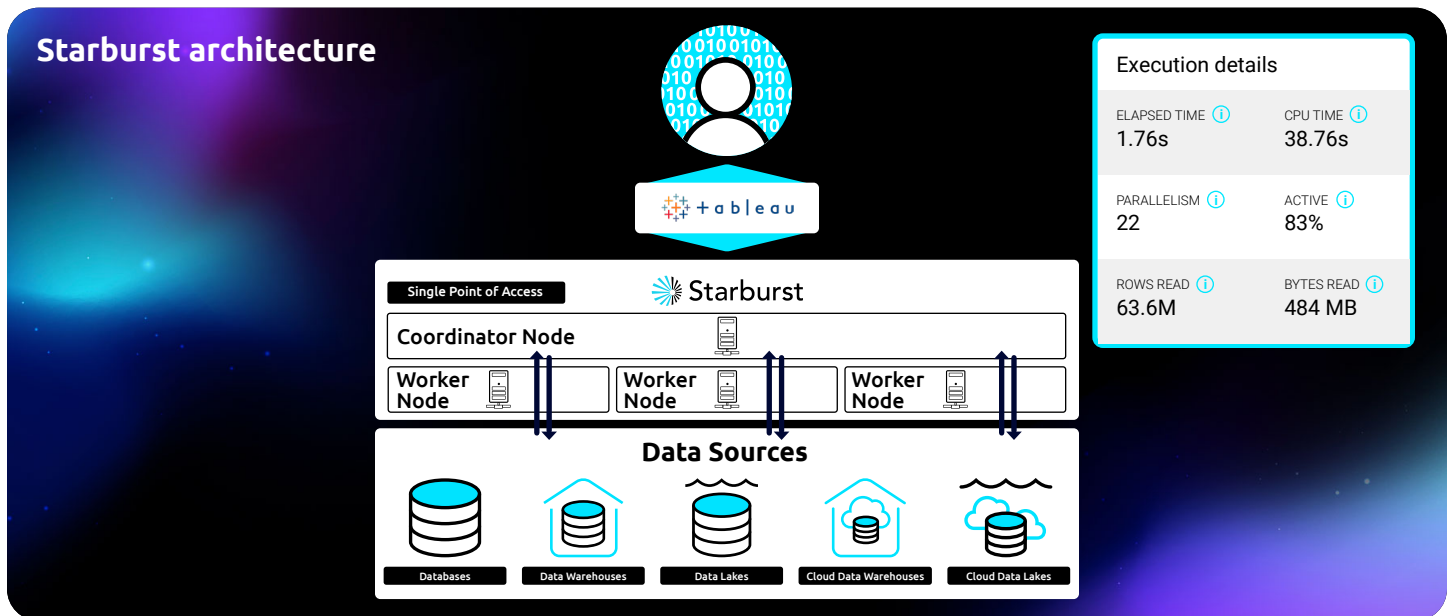 Starburst architecture
tableau
Single Point of Access
Starburst
Coordinator Node
Worker
Node
Worker
Node
Worker
Node
Data Sources
Databases
Data Warehouses
Data Lakes
Cloud Data Warehouses
Cloud Data Lakes
Execution details
ELAPSED TIME i
CPU TIME i
1.76s
38.76s
PARALLELISM i
ACTIVE i
22
83%
ROWS READ i
BYTES READ i
63.6M
484 MB